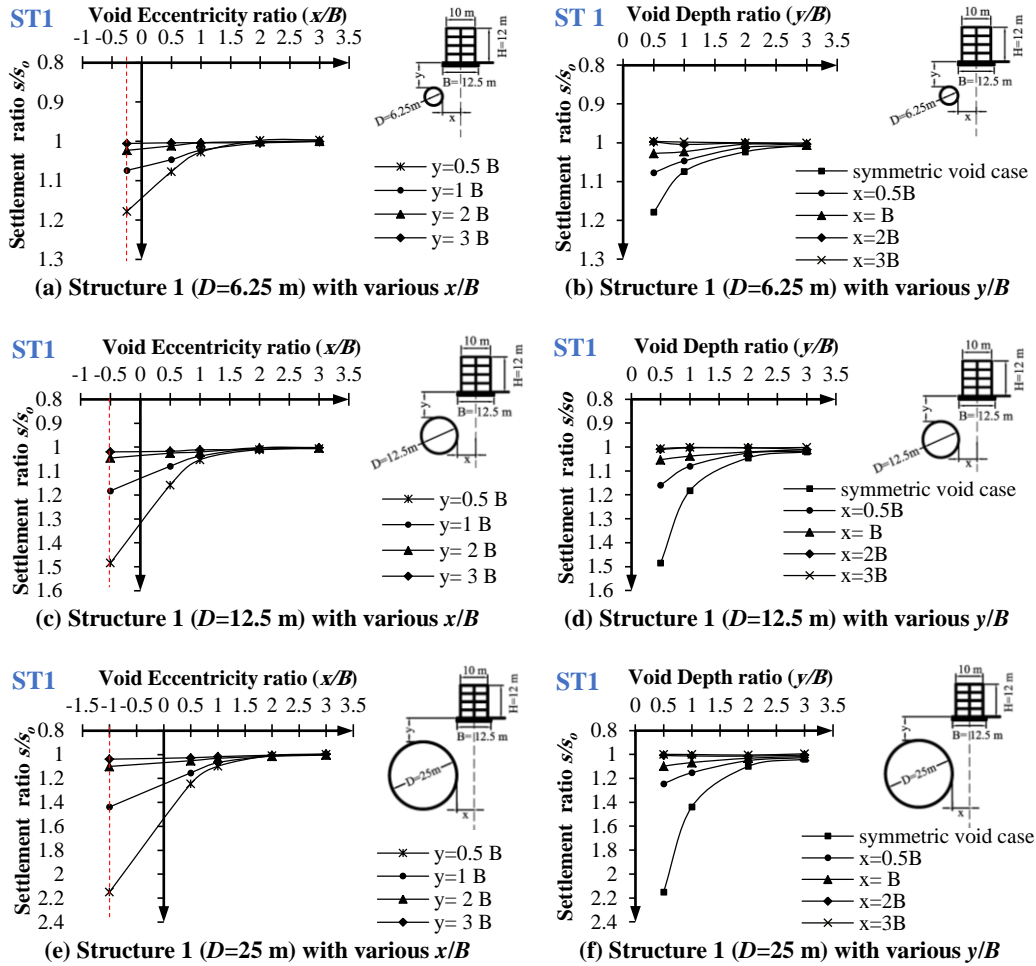 ST1
Void Eccentricity ratio (x/B)
-1 -0.5 0 0.5 1 1.5 2 2.5 3 3.5
Settlement ratio s/so
0.8
0.9
1
1.1
1.2
1.3
10 m
H=12 m
B= 12.5 m
y
D=6.25m
x
y=0.5 B
y=1 B
y= 2 B
y= 3 B
(a) Structure 1 (D=6.25 m) with various x/B
ST 1
Void Depth ratio (y/B)
0 0.5 1 1.5 2 2.5 3 3.5
Settlement ratio s/so
0.8
0.9
1
1.1
1.2
1.3
10 m
H=12 m
B= 12.5 m
y
D=6.25m
x
symmetric void case
x=0.5B
x= B
x=2B
x=3B
(b) Structure 1 (D=6.25 m) with various y/B
ST1
Void Eccentricity ratio (x/B)
-1 -0.5 0 0.5 1 1.5 2 2.5 3 3.5
Settlement ratio s/so
0.8
0.9
1
1.1
1.2
1.3
1.4
1.5
1.6
10 m
H=12 m
B= 12.5 m
y
D=12.5m
x
y=0.5 B
y=1 B
y= 2 B
y= 3 B
(c) Structure 1 (D=12.5 m) with various x/B
ST1
Void Depth ratio (y/B)
0 0.5 1 1.5 2 2.5 3 3.5
Settlement ratio s/so
0.8
0.9
1
1.1
1.2
1.3
1.4
1.5
1.6
10 m
H=12 m
B= 12.5 m
y
D=12.5m
x
symmetric void case
x=0.5B
x= B
x=2B
x=3B
(d) Structure 1 (D=12.5 m) with various y/B
ST1
Void Eccentricity ratio (x/B)
-1.5 -1 -0.5 0 0.5 1 1.5 2 2.5 3 3.5
Settlement ratio s/so
0.8
1
1.2
1.4
1.6
1.8
2
2.2
2.4
10 m
H=12 m
B= 12.5 m
y
D=25m
x
y=0.5 B
y=1 B
y= 2 B
y= 3 B
(e) Structure 1 (D=25 m) with various x/B
ST1
Void Depth ratio (y/B)
0 0.5 1 1.5 2 2.5 3 3.5
Settlement ratio s/so
0.8
1
1.2
1.4
1.6
1.8
2
2.2
2.4
10 m
H=12 m
B= 12.5 m
y
D=25m
x
symmetric void case
x=0.5B
x= B
x=2B
x=3B
(f) Structure 1 (D=25 m) with various y/B